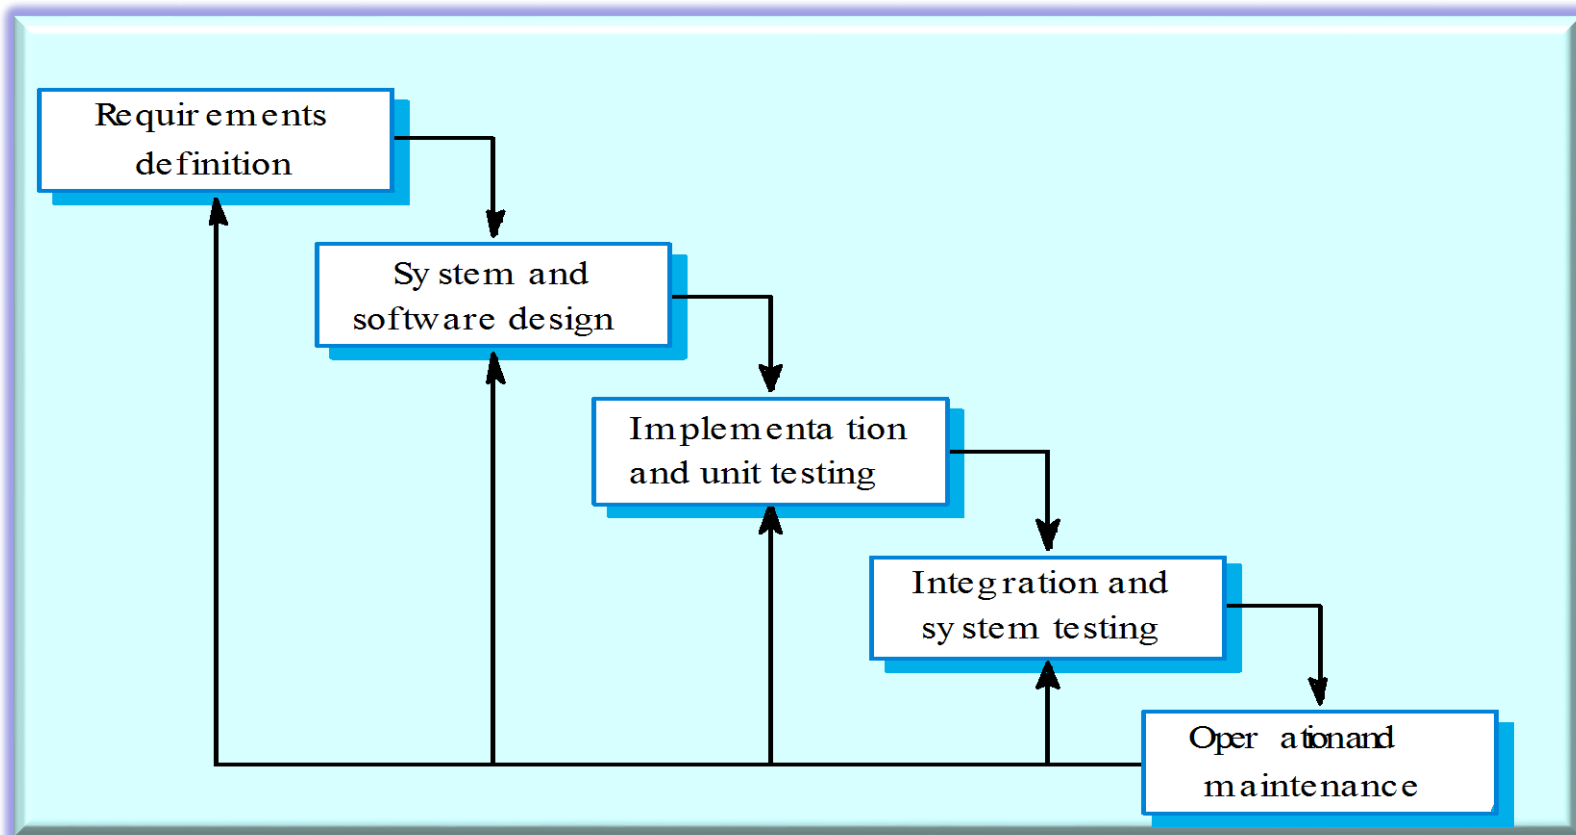 Requirements
definition
System and
software design
Implementation
and unit testing
Integration and
system testing
Operation and
maintenance